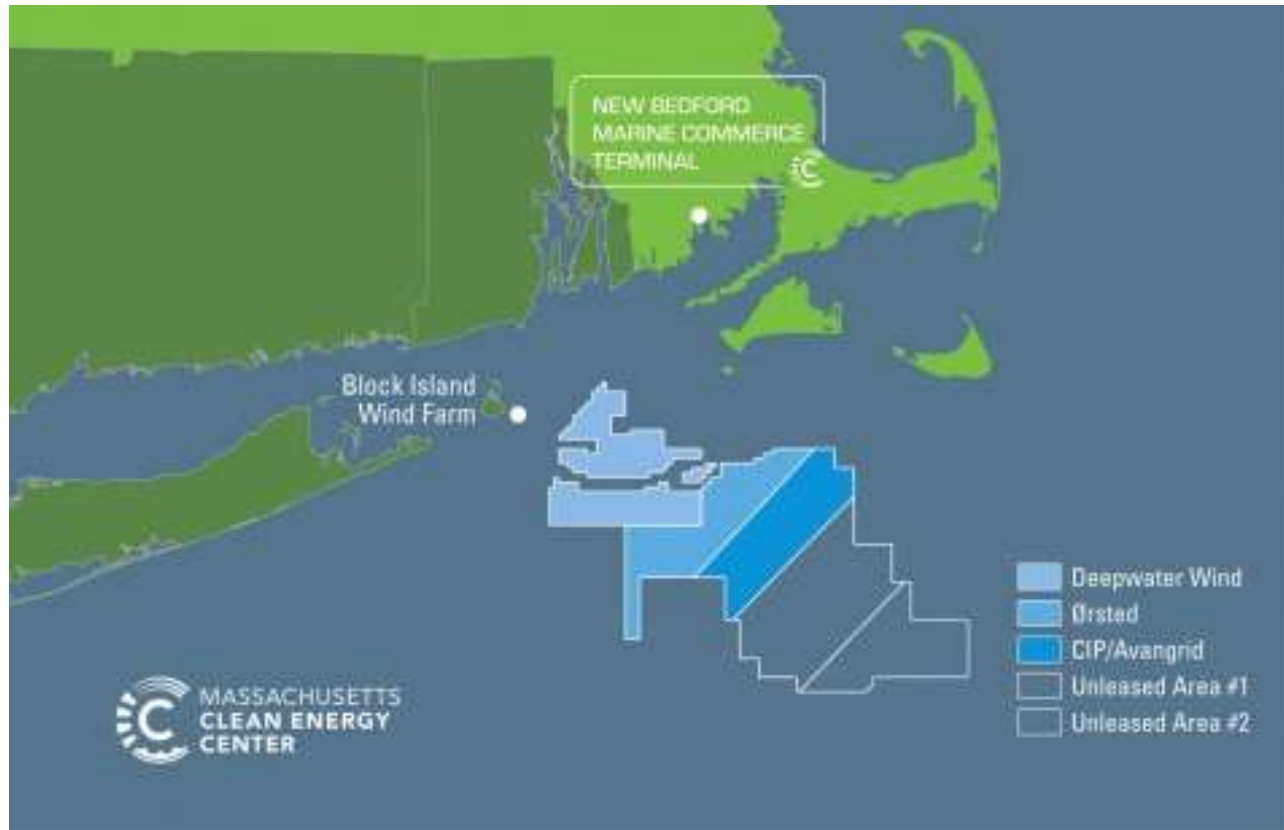 NEW BEDFORD
MARINE COMMERCE
TERMINAL
Block Island
Wind Farm
Deepwater Wind
Ørsted
CIP/Avangrid
Unleased Area #1
Unleased Area #2
MASSACHUSETTS
CLEAN ENERGY
CENTER